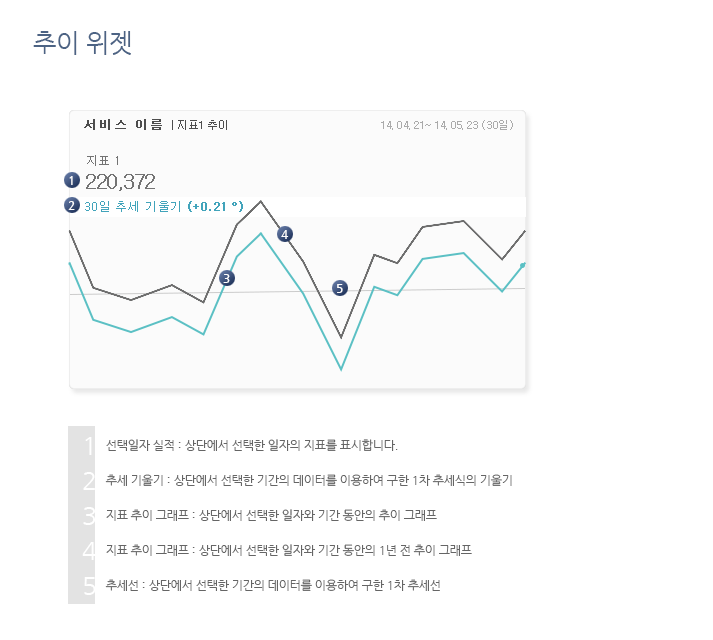 추이 위젯
서비스 이름 | 지표1 추이
14.04.21~ 14.05.23 (30일)
지표 1
1 220,372
2 30일 추세 기울기 (+0.21 °)
4
3
5
1 선택일자 실적 : 상단에서 선택한 일자의 지표를 표시합니다.
2 추세 기울기 : 상단에서 선택한 기간의 데이터를 이용하여 구한 1차 추세식의 기울기
3 지표 추이 그래프 : 상단에서 선택한 일자와 기간 동안의 추이 그래프
4 지표 추이 그래프 : 상단에서 선택한 일자와 기간 동안의 1년 전 추이 그래프
5 추세선 : 상단에서 선택한 기간의 데이터를 이용하여 구한 1차 추세선